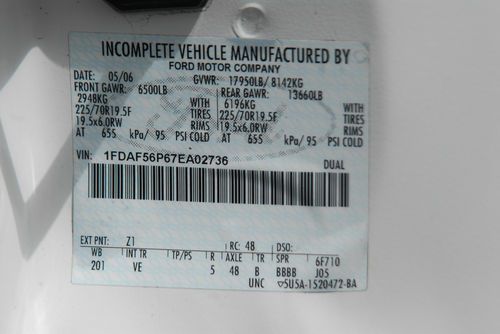 INCOMPLETE VEHICLE MANUFACTURED BY
FORD MOTOR COMPANY
DATE: 05/06 GVWR: 17950LB/ 8142KG
FRONT GAWR: 6500LB REAR GAWR: 13660LB
2948KG WITH 6196KG WITH
225/70R19.5F TIRES 225/70R19.5F TIRES
19.5x6.0RW RIMS 19.5x6.0RW RIMS
AT 655 kPa/ 95 PSI COLD AT 655 kPa/ 95 PSI COLD
VIN: 1FDAF56P67EA02736
DUAL
EXT PNT: Z1 RC: 48 DSO:
WB INT TR TP/PS R AXLE TR SPR 6F710
201 VE 5 48 B BBBB J05
UNC ▽5U5A-1520472-BA